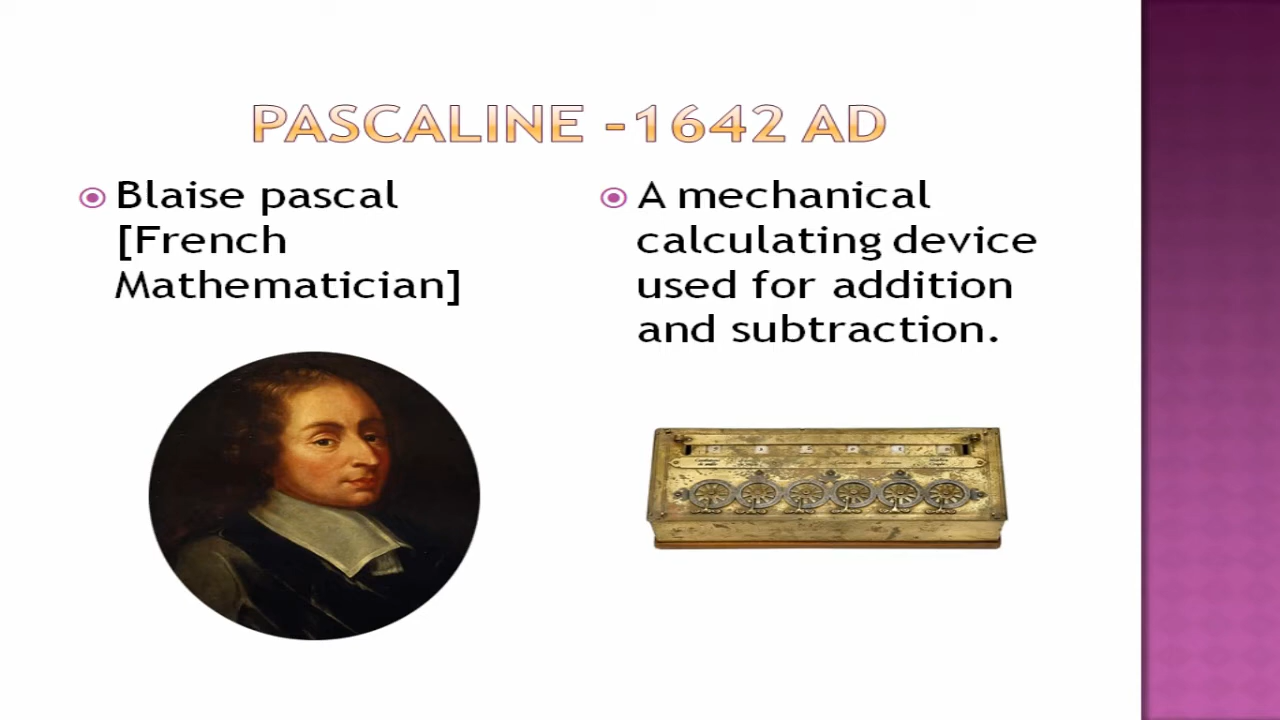 PASCALINE -1642 AD
Blaise pascal
[French
Mathematician]
A mechanical
calculating device
used for addition
and subtraction.